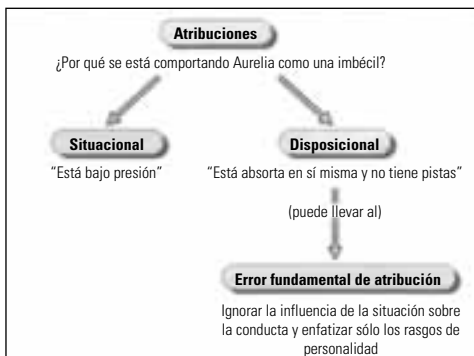 Atribuciones
¿Por qué se está comportando Aurelia como una imbécil?
Situacional
Disposicional
"Está bajo presión"
"Está absorta en sí misma y no tiene pistas"
(puede llevar al)
Error fundamental de atribución
Ignorar la influencia de la situación sobre
la conducta y enfatizar sólo los rasgos de
personalidad